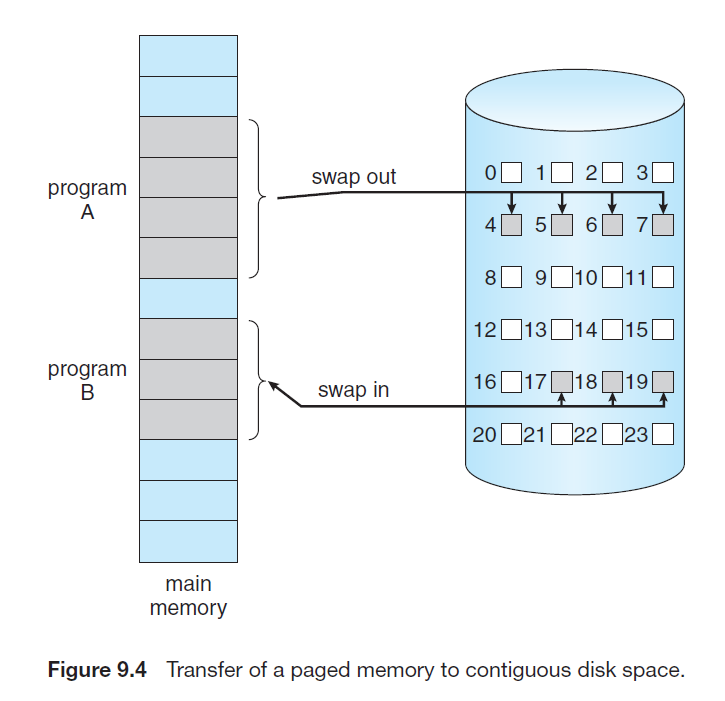 program
A
swap out
0 1 2 3
4 5 6 7
8 9 10 11
12 13 14 15
program
B
swap in
16 17 18 19
20 21 22 23
main
memory
Figure 9.4 Transfer of a paged memory to contiguous disk space.